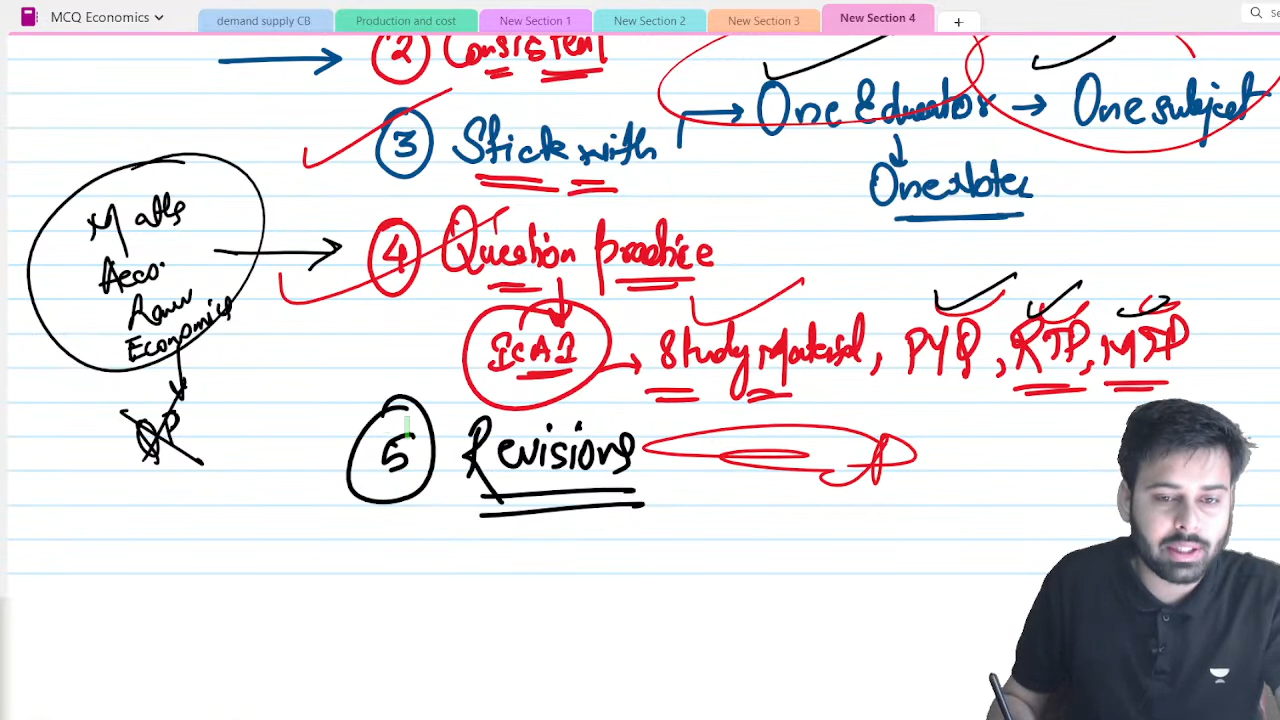 MCQ Economics
demand supply CB
Production and cost
New Section 1
New Section 2
New Section 3
New Section 4
+
2 Consistent
3 Stick with → One Educator → One subject
One Notes
Maths
Acco.
Law
Economics
QP
4 Question practice
ICAI → Study Material, PYQ, RTP, MTP
5 Revisions